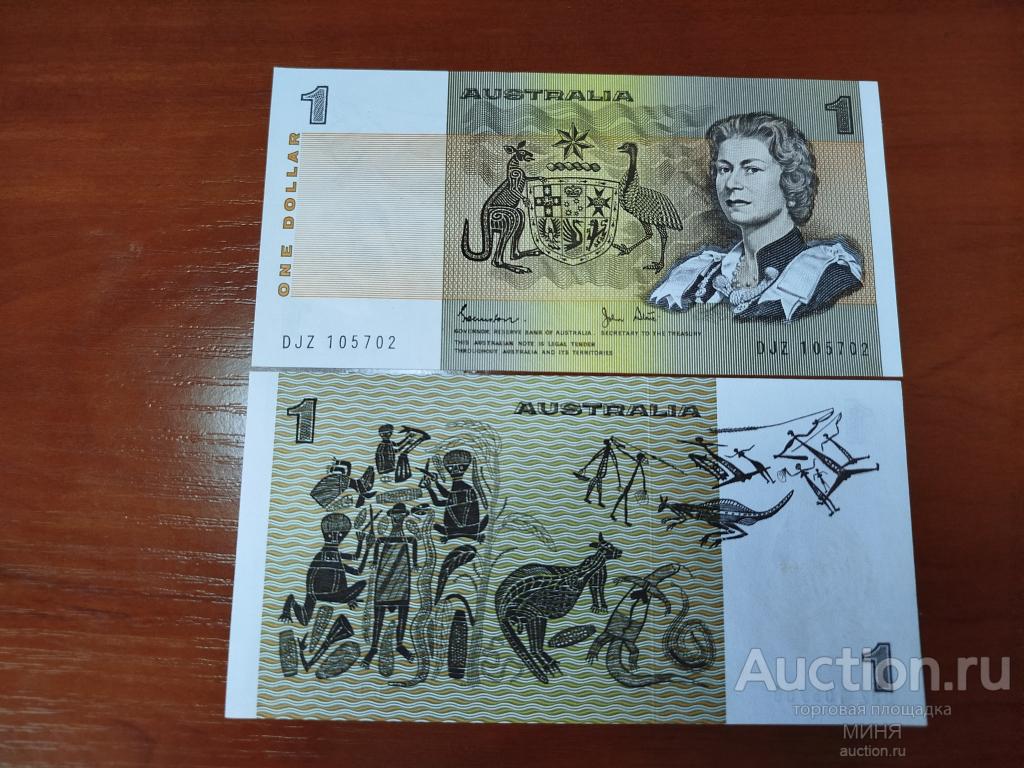 1
AUSTRALIA
1
ONE DOLLAR
GOVERNOR RESERVE BANK OF AUSTRALIA. SECRETARY TO THE TREASURY
THIS AUSTRALIAN NOTE IS LEGAL TENDER
THROUGHOUT AUSTRALIA AND ITS TERRITORIES
DJZ 105702
DJZ 105702
1
AUSTRALIA
1
Auction.ru
торговая площадка
МИНЯ
auction.ru